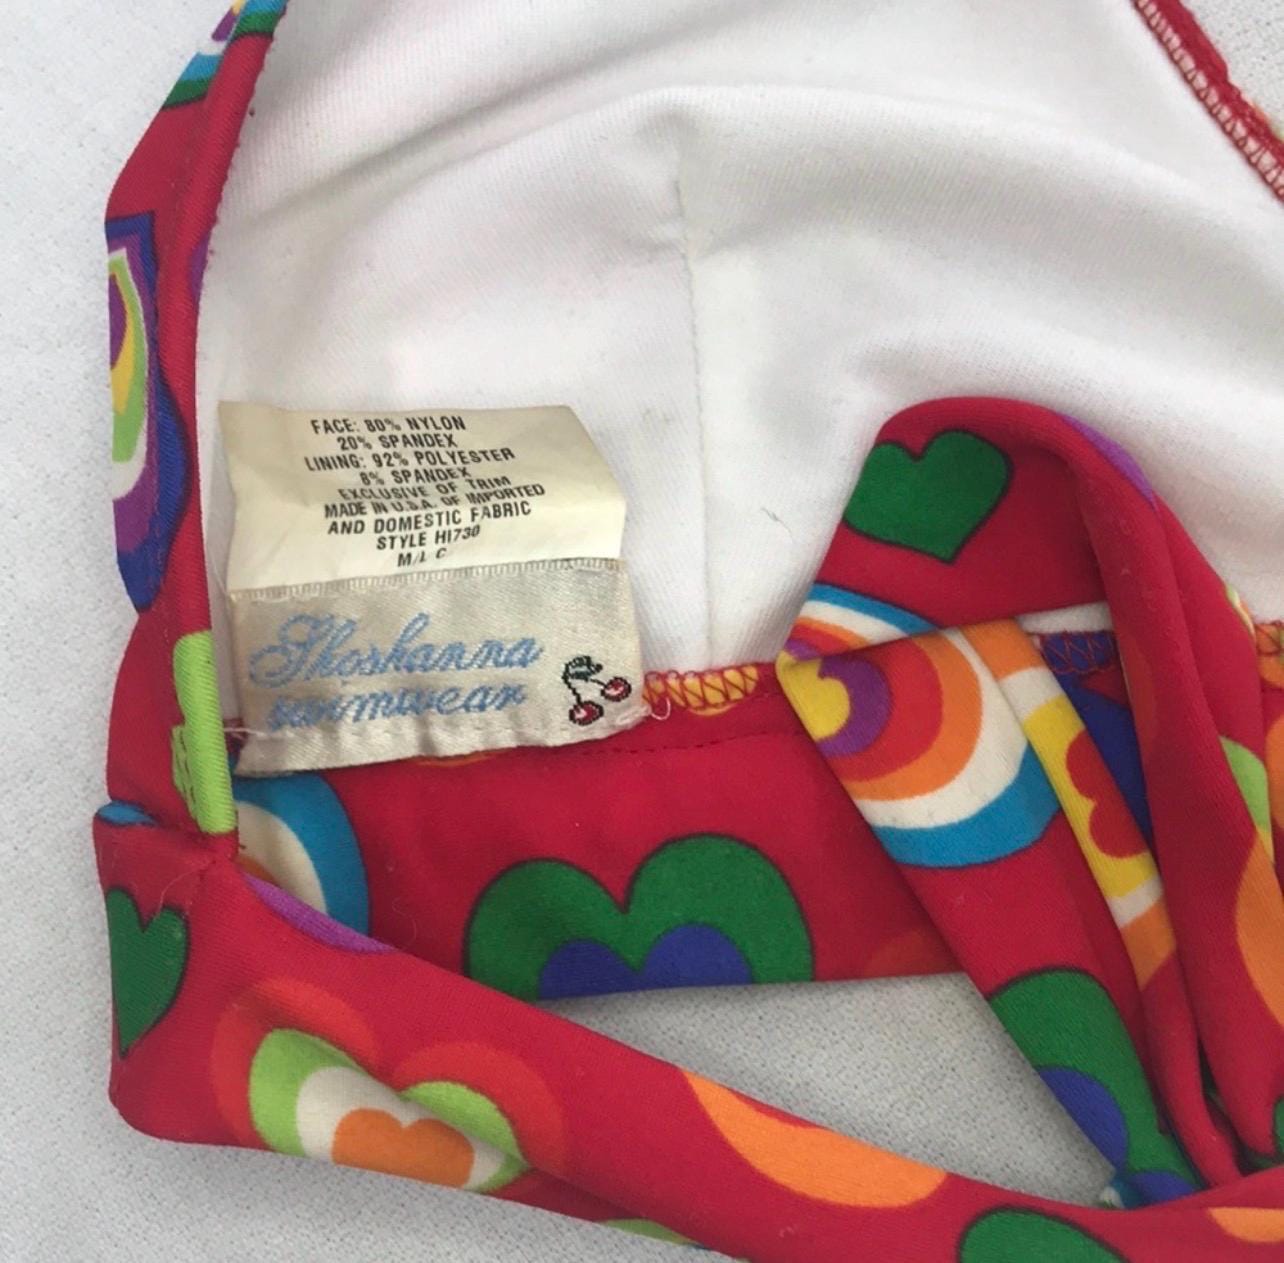 FACE: 80% NYLON
20% SPANDEX
LINING: 92% POLYESTER
8% SPANDEX
EXCLUSIVE OF TRIM
MADE IN U.S.A. OF IMPORTED
AND DOMESTIC FABRIC
STYLE HI730
M/L C
Shoshanna
swimwear